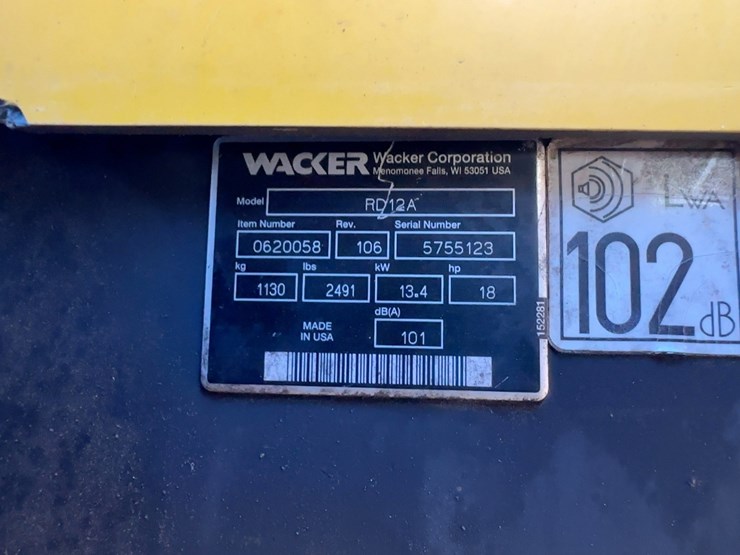 WACKER Wacker Corporation
Menomonee Falls, WI 53051 USA
Model RD12A
Item Number Rev. Serial Number
0620058 106 5755123
kg lbs kW hp
1130 2491 13.4 18
dB(A)
MADE
IN USA
101
152281
LWA
102 dB